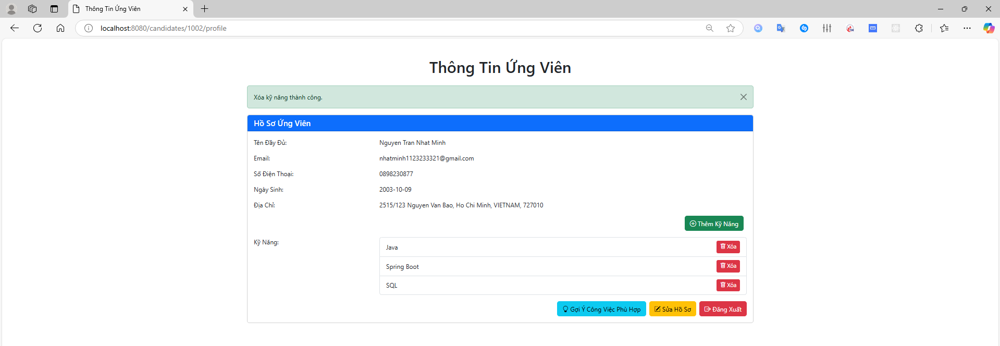 Thông Tin Ứng Viên
localhost:8080/candidates/1002/profile
Thông Tin Ứng Viên
Xóa kỹ năng thành công.
Hồ Sơ Ứng Viên
Tên Đầy Đủ: Nguyen Tran Nhat Minh
Email: nhatminh1123233321@gmail.com
Số Điện Thoại: 0898230877
Ngày Sinh: 2003-10-09
Địa Chỉ: 2515/123 Nguyen Van Bao, Ho Chi Minh, VIETNAM, 727010
Thêm Kỹ Năng
Kỹ Năng:
Java Xóa
Spring Boot Xóa
SQL Xóa
Gợi Ý Công Việc Phù Hợp Sửa Hồ Sơ Đăng Xuất